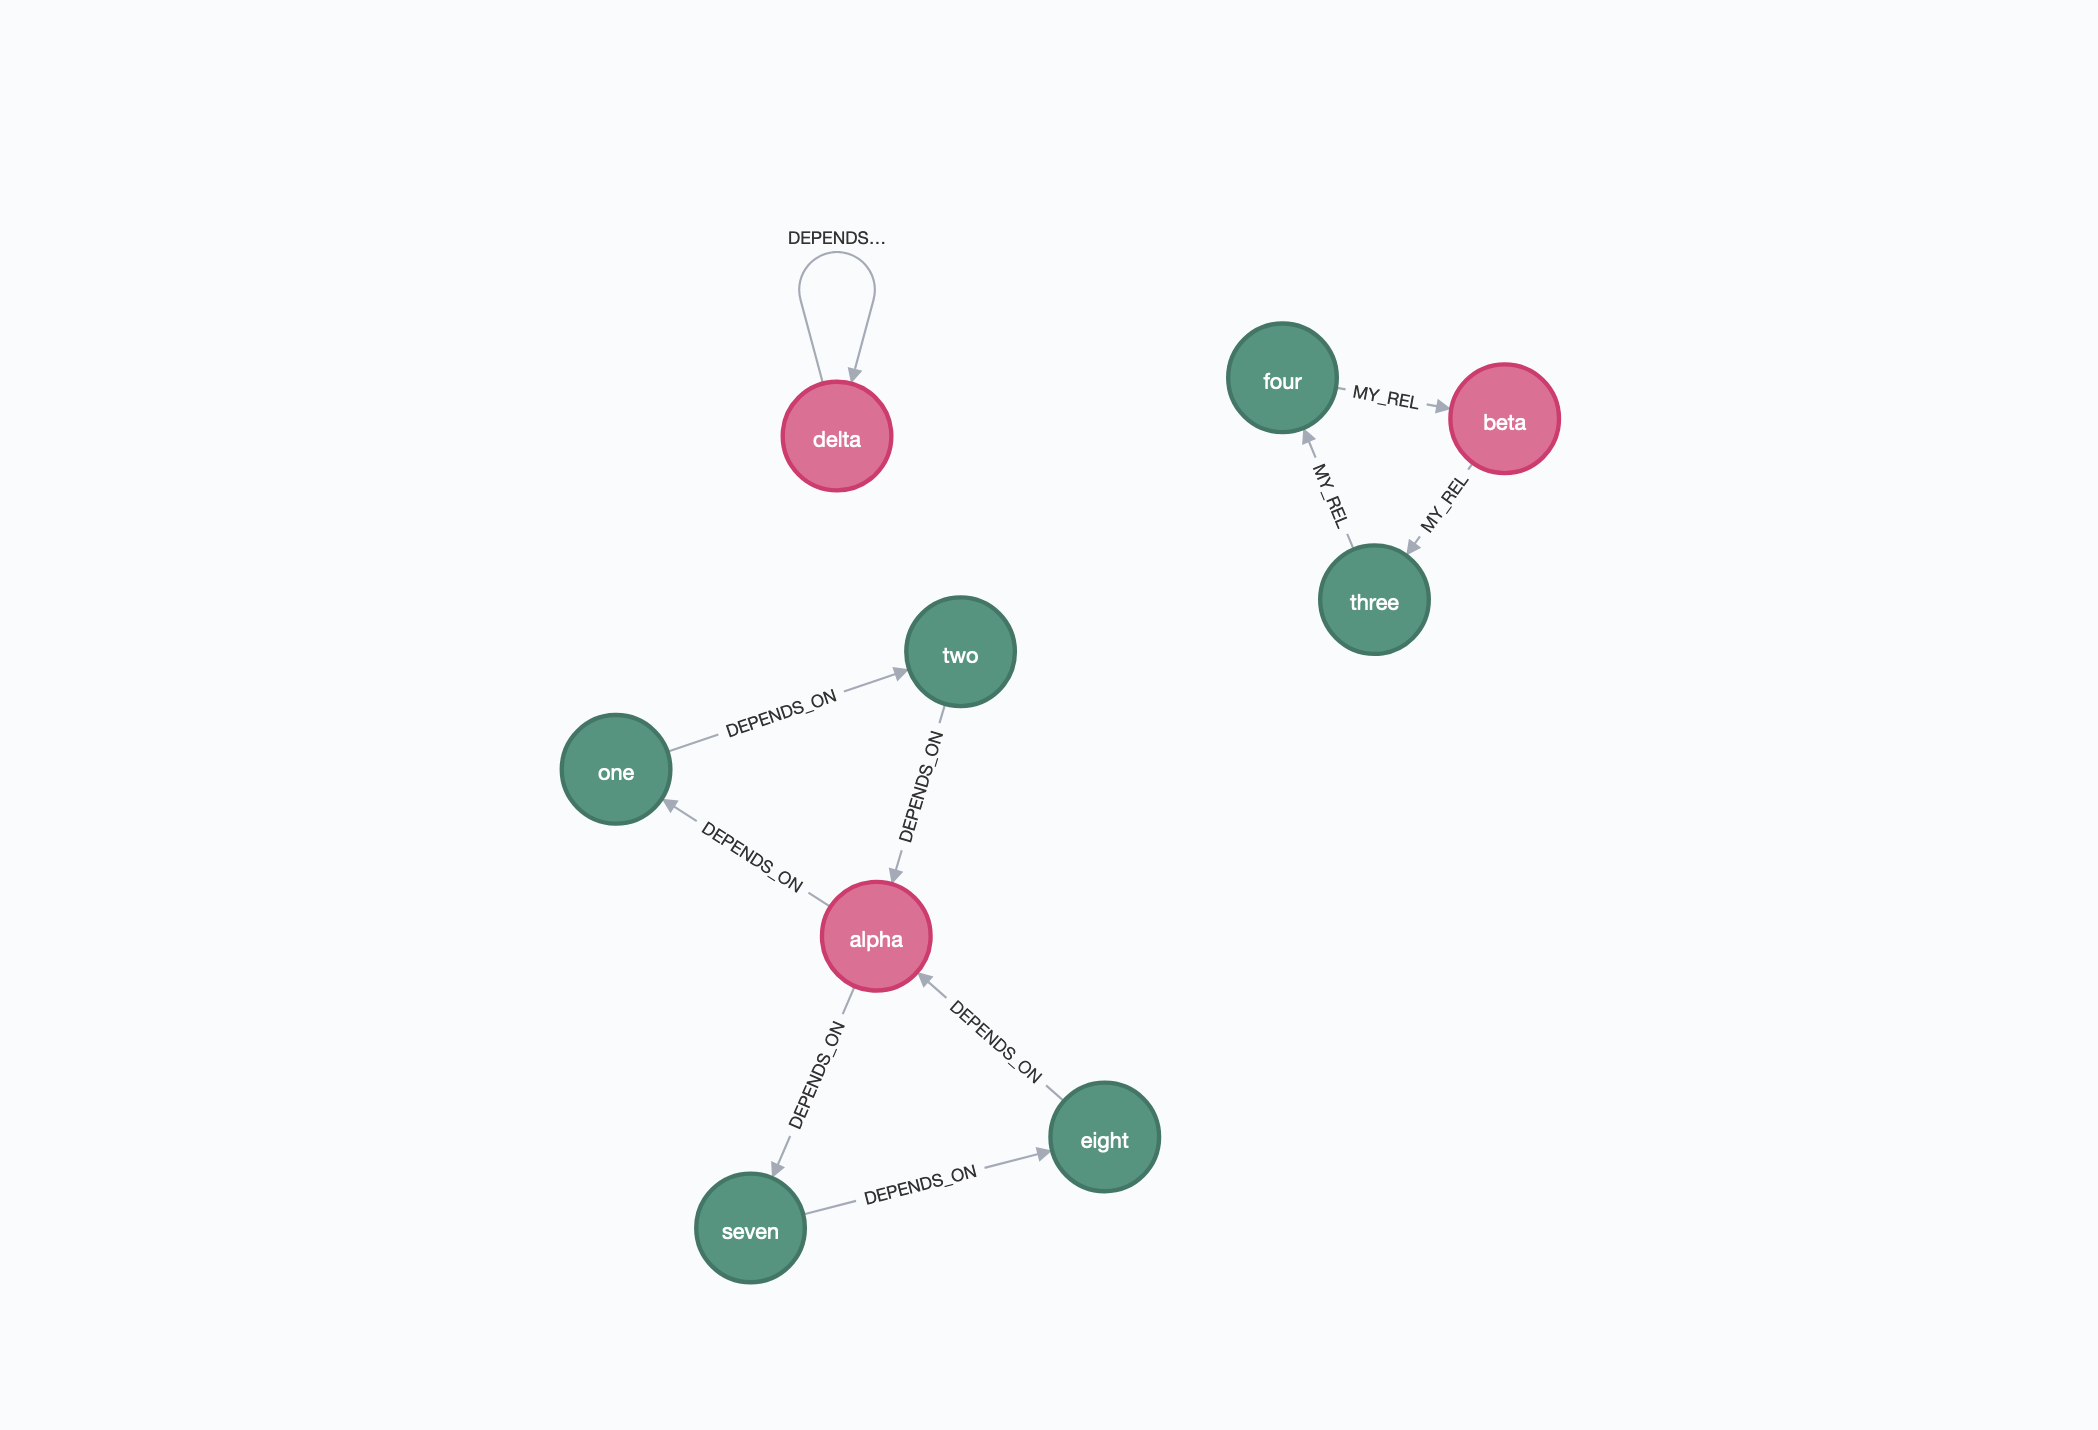 DEPENDS...
delta
four
MY_REL
beta
MY_REL
MY_REL
three
two
DEPENDS_ON
one
DEPENDS_ON
DEPENDS_ON
alpha
DEPENDS_ON
DEPENDS_ON
eight
DEPENDS_ON
seven